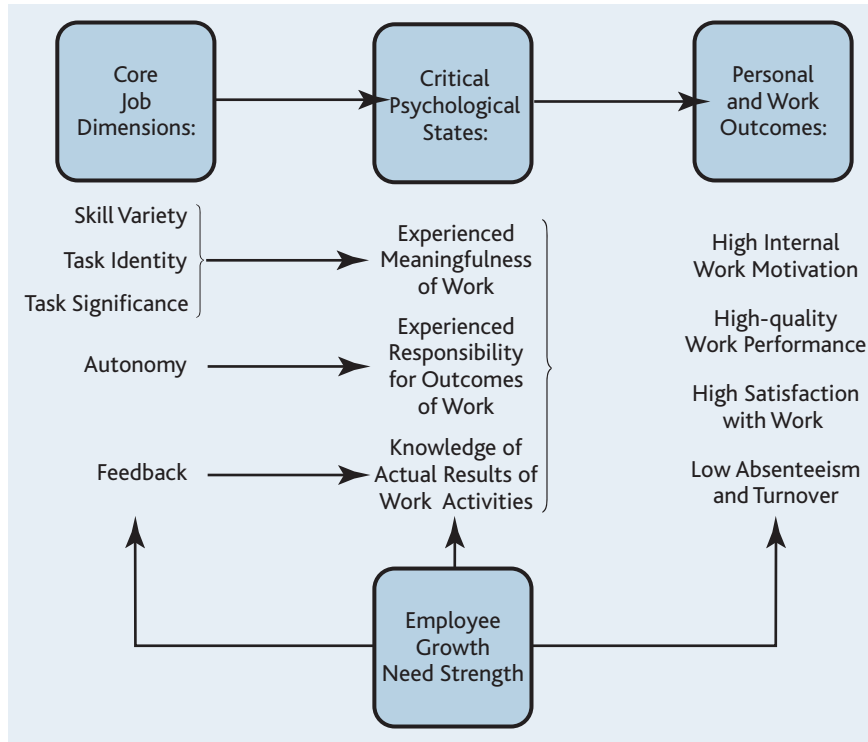 Core
Job
Dimensions:
Critical
Psychological
States:
Personal
and Work
Outcomes:
Skill Variety
Task Identity
Task Significance
Autonomy
Feedback
Experienced
Meaningfulness
of Work
Experienced
Responsibility
for Outcomes
of Work
Knowledge of
Actual Results of
Work Activities
High Internal
Work Motivation
High-quality
Work Performance
High Satisfaction
with Work
Low Absenteeism
and Turnover
Employee
Growth
Need Strength